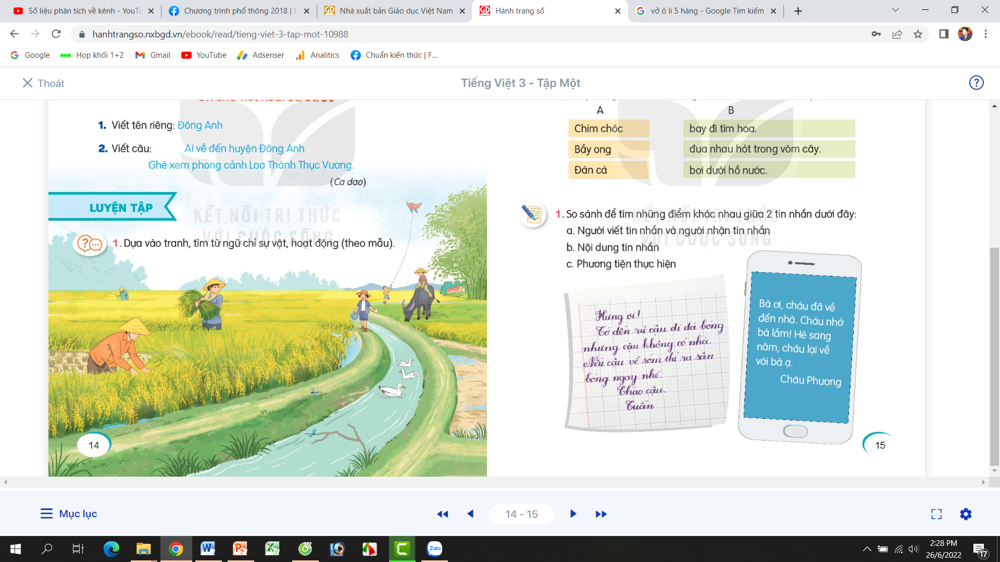 Số liệu phân tích về kênh - YouTu
Chương trình phổ thông 2018 | F
Nhà xuất bản Giáo dục Việt Nam
Hành trang số
vở ô li 5 hàng - Google Tìm kiếm
hanhtrangso.nxbgd.vn/ebook/read/tieng-viet-3-tap-mot-10988
Google
Họp khối 1+2
Gmail
YouTube
Adsenser
Analitics
Chuẩn kiến thức | F...
Thoát
Tiếng Việt 3 - Tập Một
1. Viết tên riêng: Đông Anh
2. Viết câu: Ai về đến huyện Đông Anh
Ghé xem phong cảnh Loa Thành Thục Vương.
(Ca dao)
LUYỆN TẬP
KẾT NỐI TRI THỨC
VỚI CUỘC SỐNG
1. Dựa vào tranh, tìm từ ngữ chỉ sự vật, hoạt động (theo mẫu).
14
A B
Chim chóc bay đi tìm hoa.
Bầy ong đua nhau hót trong vòm cây.
Đàn cá bơi dưới hồ nước.
KẾT NỐI TRI THỨC
VỚI CUỘC SỐNG
1. So sánh để tìm những điểm khác nhau giữa 2 tin nhắn dưới đây:
a. Người viết tin nhắn và người nhận tin nhắn
b. Nội dung tin nhắn
c. Phương tiện thực hiện
Hưng ơi!
Tớ đến rủ cậu đi đá bóng
nhưng cậu không có nhà.
Nếu cậu về sớm thì ra sân
bóng ngay nhé.
Chào cậu.
Tuấn
Bà ơi, cháu đã về
đến nhà. Cháu nhớ
bà lắm! Hè sang
năm, cháu lại về
với bà ạ.
Cháu Phương
15
Mục lục
14 - 15
Zalo
2:28 PM
26/6/2022
17